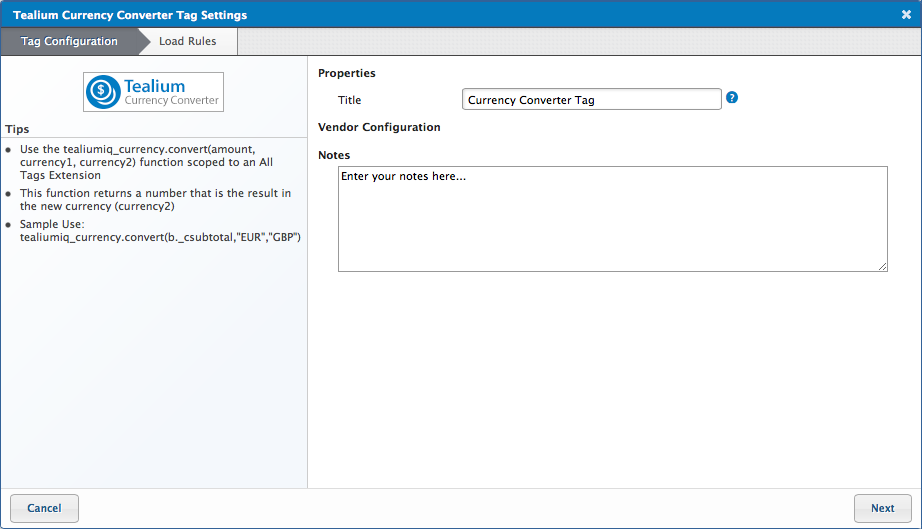 Tealium Currency Converter Tag Settings
Tag Configuration
Load Rules
Tealium
Currency Converter
Tips
Use the tealiumiq_currency.convert(amount,
currency1, currency2) function scoped to an All
Tags Extension
This function returns a number that is the result in
the new currency (currency2)
Sample Use:
tealiumiq_currency.convert(b._csubtotal,"EUR","GBP")
Properties
Title
Currency Converter Tag
?
Vendor Configuration
Notes
Enter your notes here...
Cancel
Next